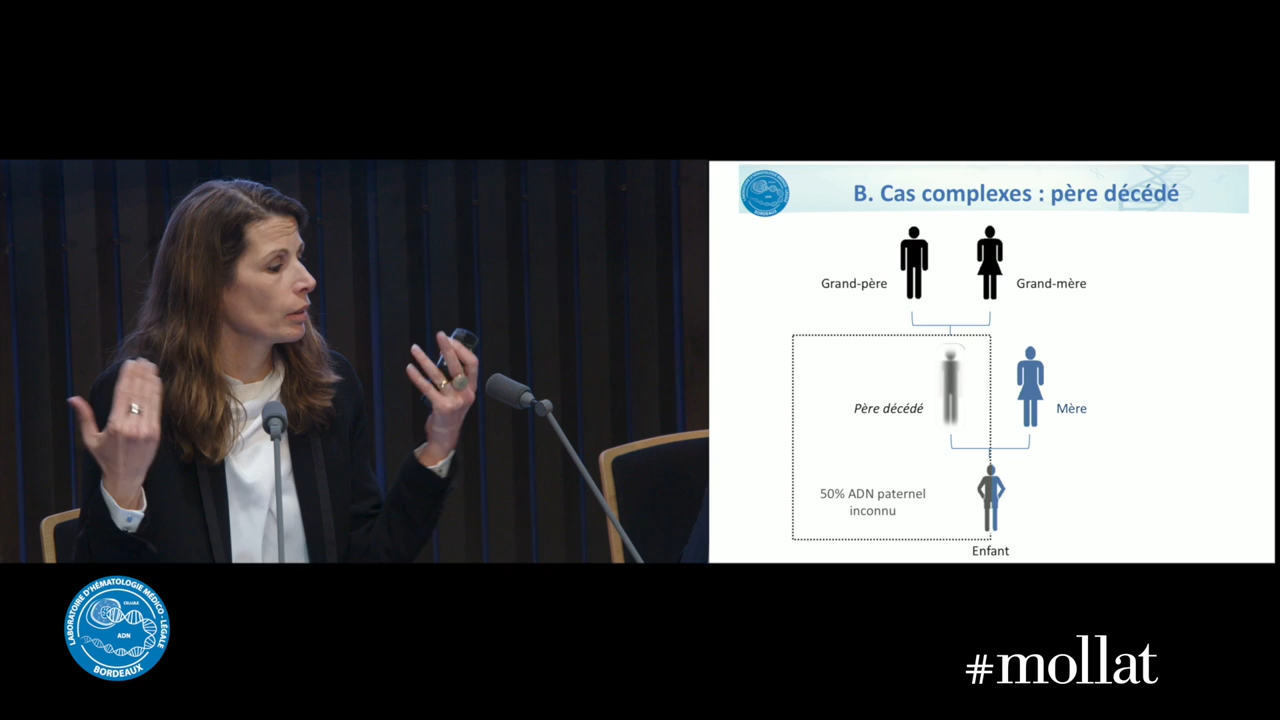 B. Cas complexes : père décédé
Grand-père
Grand-mère
Père décédé
Mère
50% ADN paternel
inconnu
Enfant
LABORATOIRE D'HÉMATOLOGIE MÉDICO-LÉGALE
CELLULE
ADN
BORDEAUX
#mollat